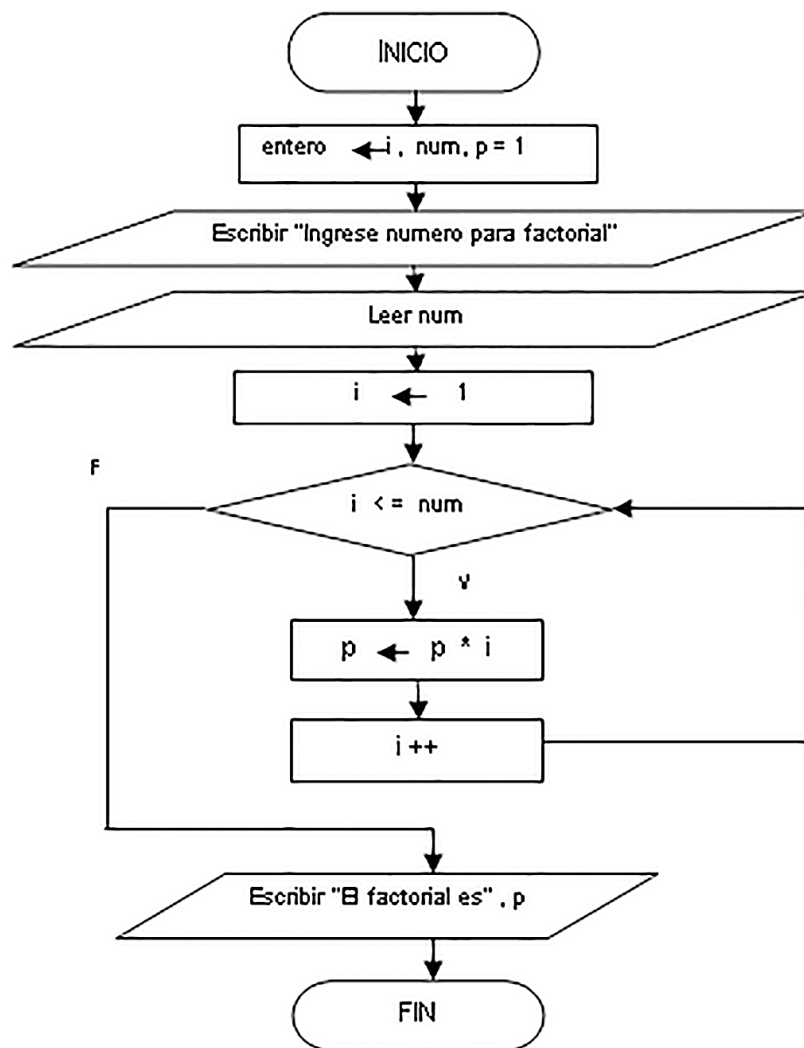 INICIO
entero ← i, num, p = 1
Escribir "Ingrese numero para factorial"
Leer num
i ← 1
F
i <= num
V
p ← p * i
i ++
Escribir "El factorial es", p
FIN